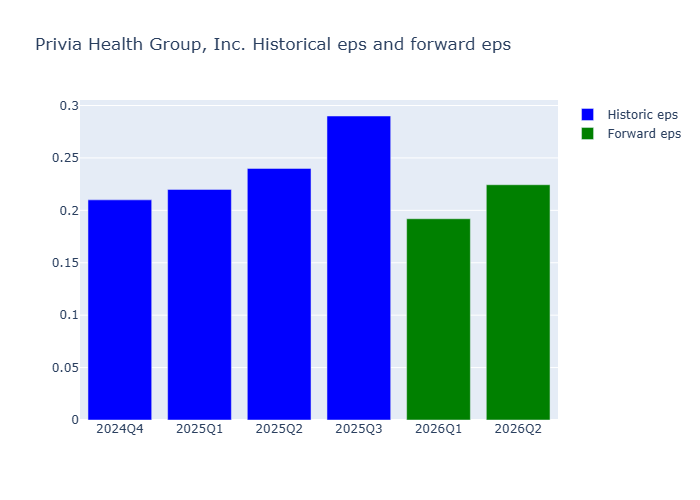 Privia Health Group, Inc. Historical eps and forward eps
Historic eps
Forward eps
0.3
0.25
0.2
0.15
0.1
0.05
0
2024Q4 2025Q1 2025Q2 2025Q3 2026Q1 2026Q2